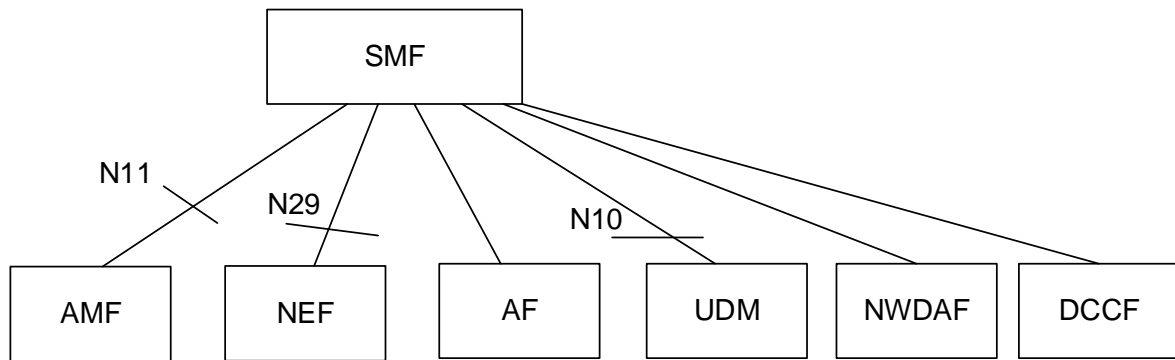 SMF
N11
N29
N10
AMF
NEF
AF
UDM
NWDAF
DCCF